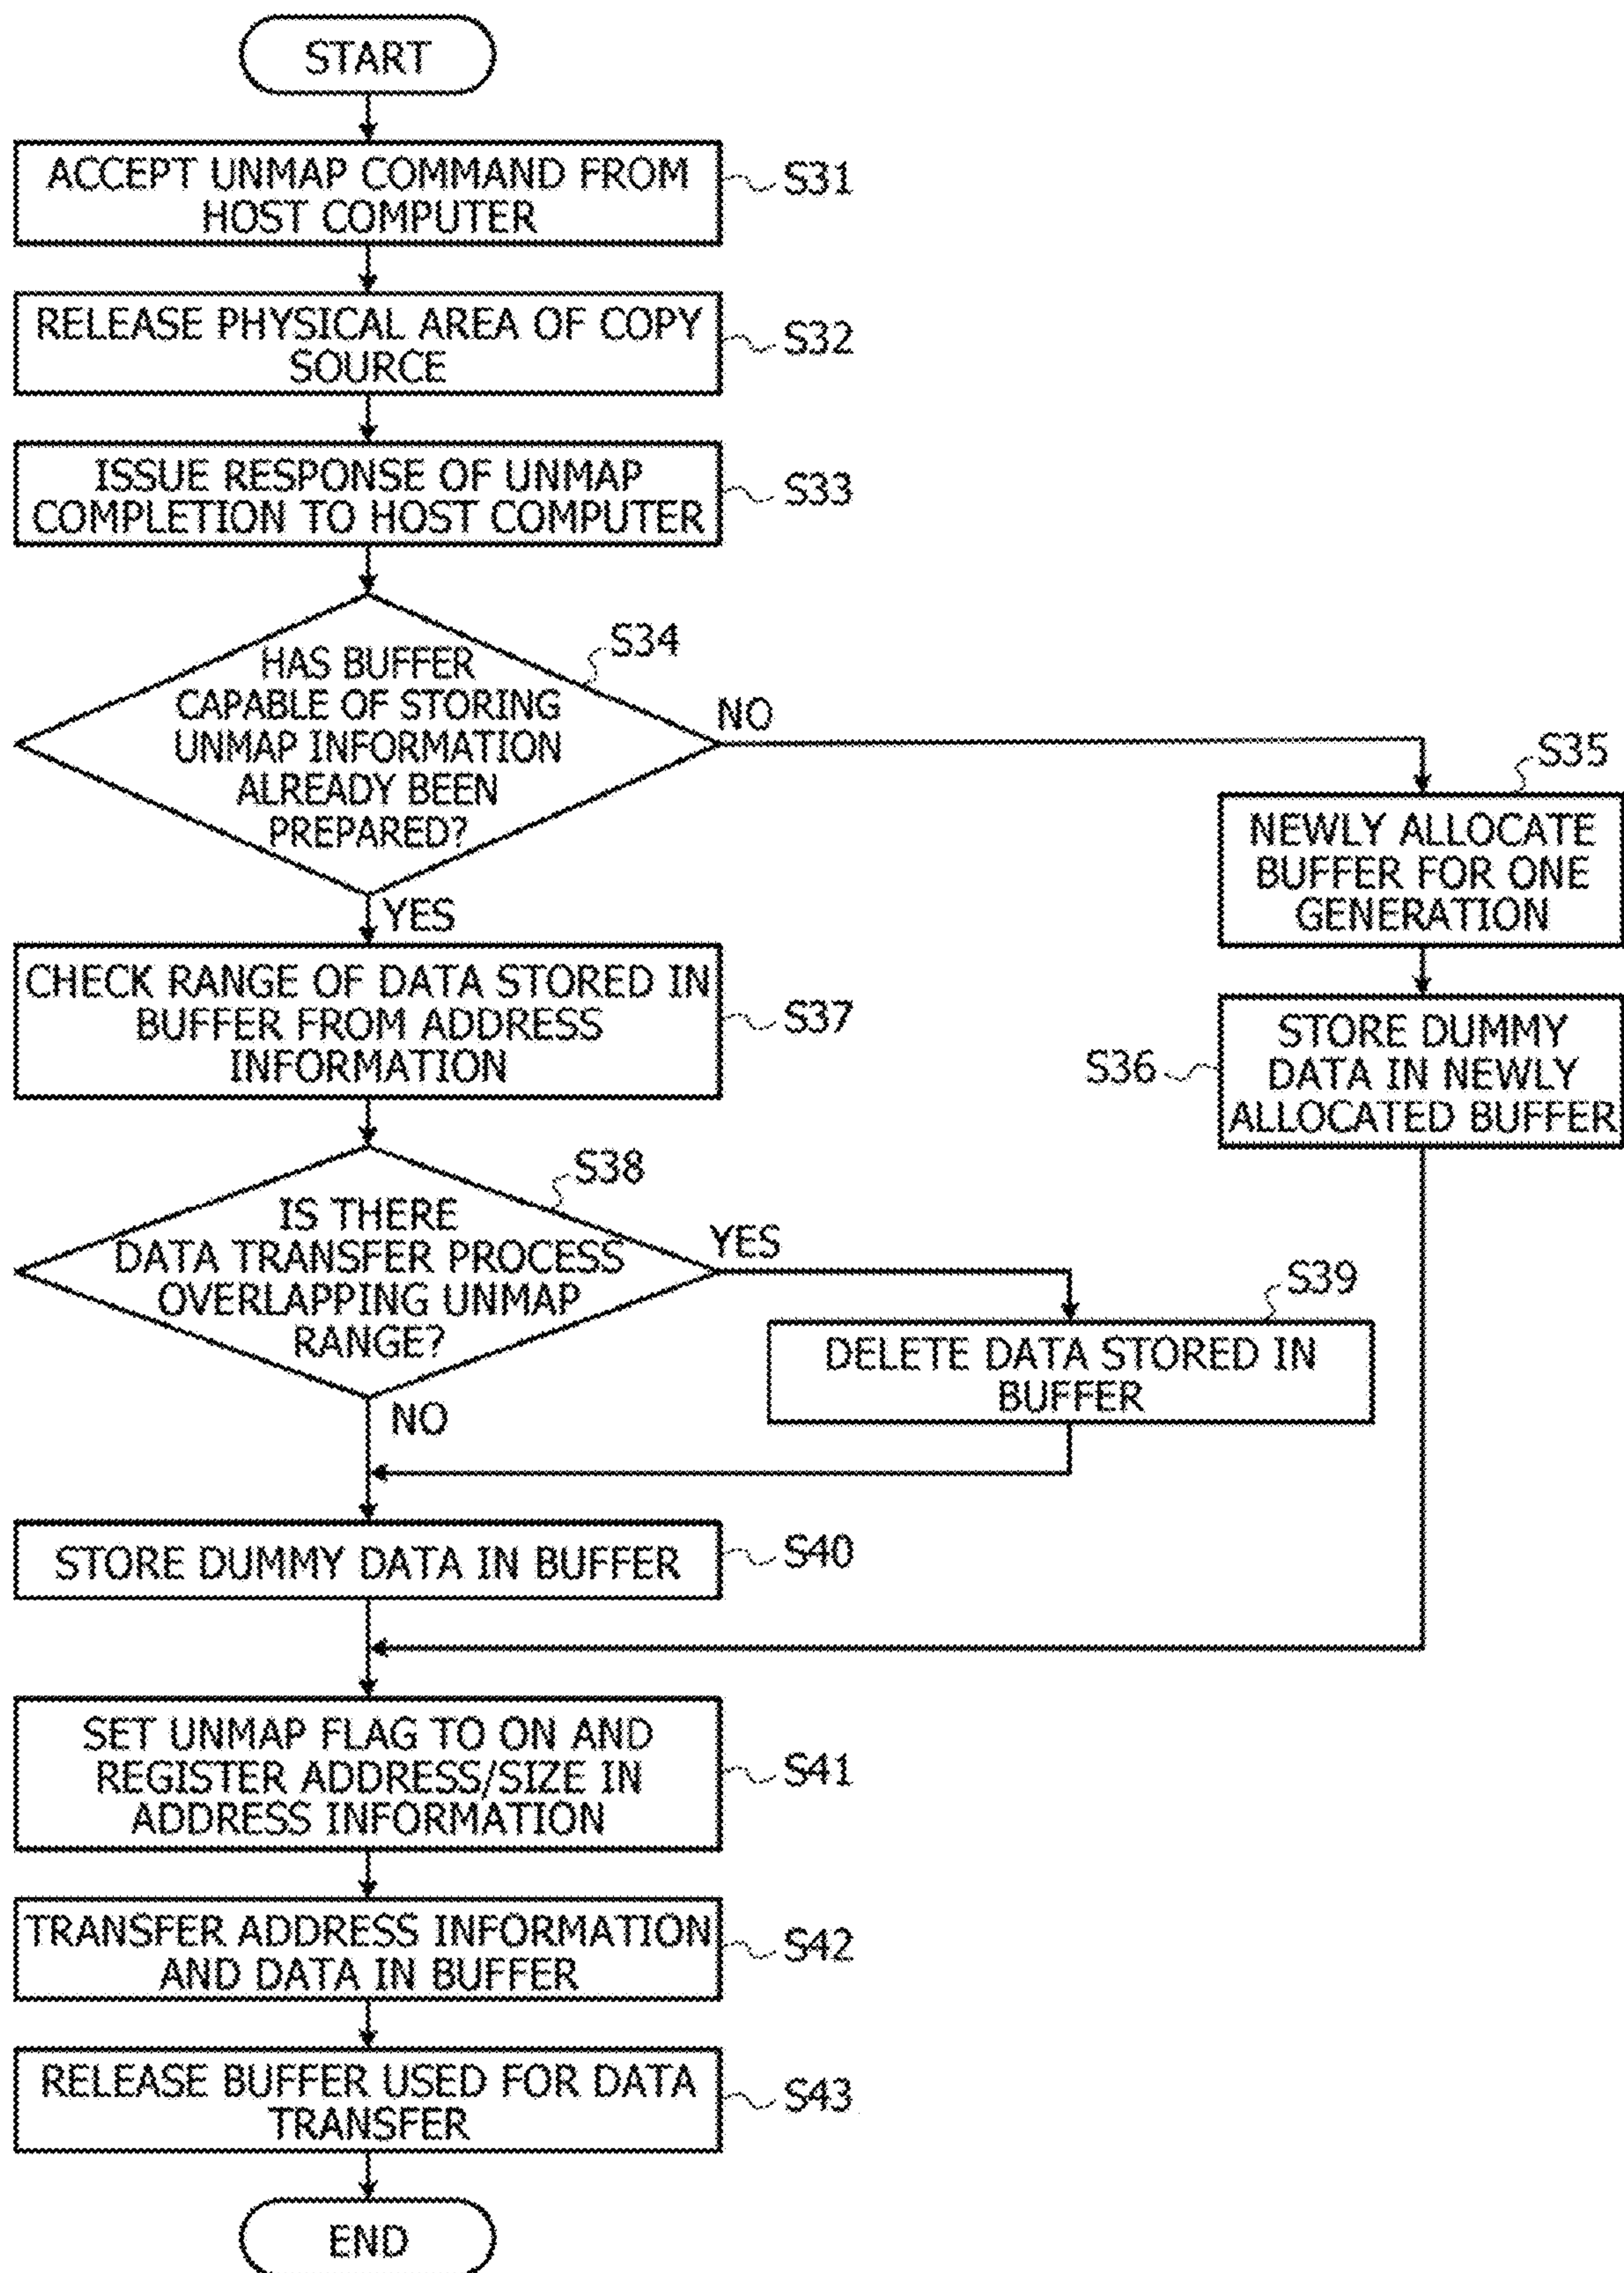 START
ACCEPT UNMAP COMMAND FROM
HOST COMPUTER
S31
RELEASE PHYSICAL AREA OF COPY
SOURCE
S32
ISSUE RESPONSE OF UNMAP
COMPLETION TO HOST COMPUTER
S33
HAS BUFFER
CAPABLE OF STORING
UNMAP INFORMATION
ALREADY BEEN
PREPARED?
S34
NO
YES
S35
NEWLY ALLOCATE
BUFFER FOR ONE
GENERATION
CHECK RANGE OF DATA STORED IN
BUFFER FROM ADDRESS
INFORMATION
S37
S36
STORE DUMMY
DATA IN NEWLY
ALLOCATED BUFFER
IS THERE
DATA TRANSFER PROCESS
OVERLAPPING UNMAP
RANGE?
S38
YES
NO
S39
DELETE DATA STORED IN
BUFFER
STORE DUMMY DATA IN BUFFER
S40
SET UNMAP FLAG TO ON AND
REGISTER ADDRESS/SIZE IN
ADDRESS INFORMATION
S41
TRANSFER ADDRESS INFORMATION
AND DATA IN BUFFER
S42
RELEASE BUFFER USED FOR DATA
TRANSFER
S43
END